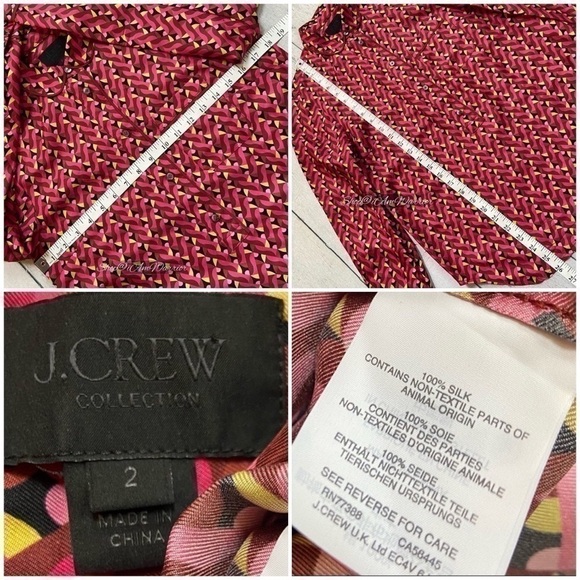 J.CREW
COLLECTION
2
MADE IN
CHINA
100% SILK
CONTAINS NON-TEXTILE PARTS OF
ANIMAL ORIGIN
100% SOIE
CONTIENT DES PARTIES
NON-TEXTILES D'ORIGINE ANIMALE
100% SEIDE
ENTHÄLT NICHTTEXTILE TEILE
TIERISCHEN URSPRUNGS
SEE REVERSE FOR CARE
RN77388 CA56445
J.CREW U.K. Ltd EC4V